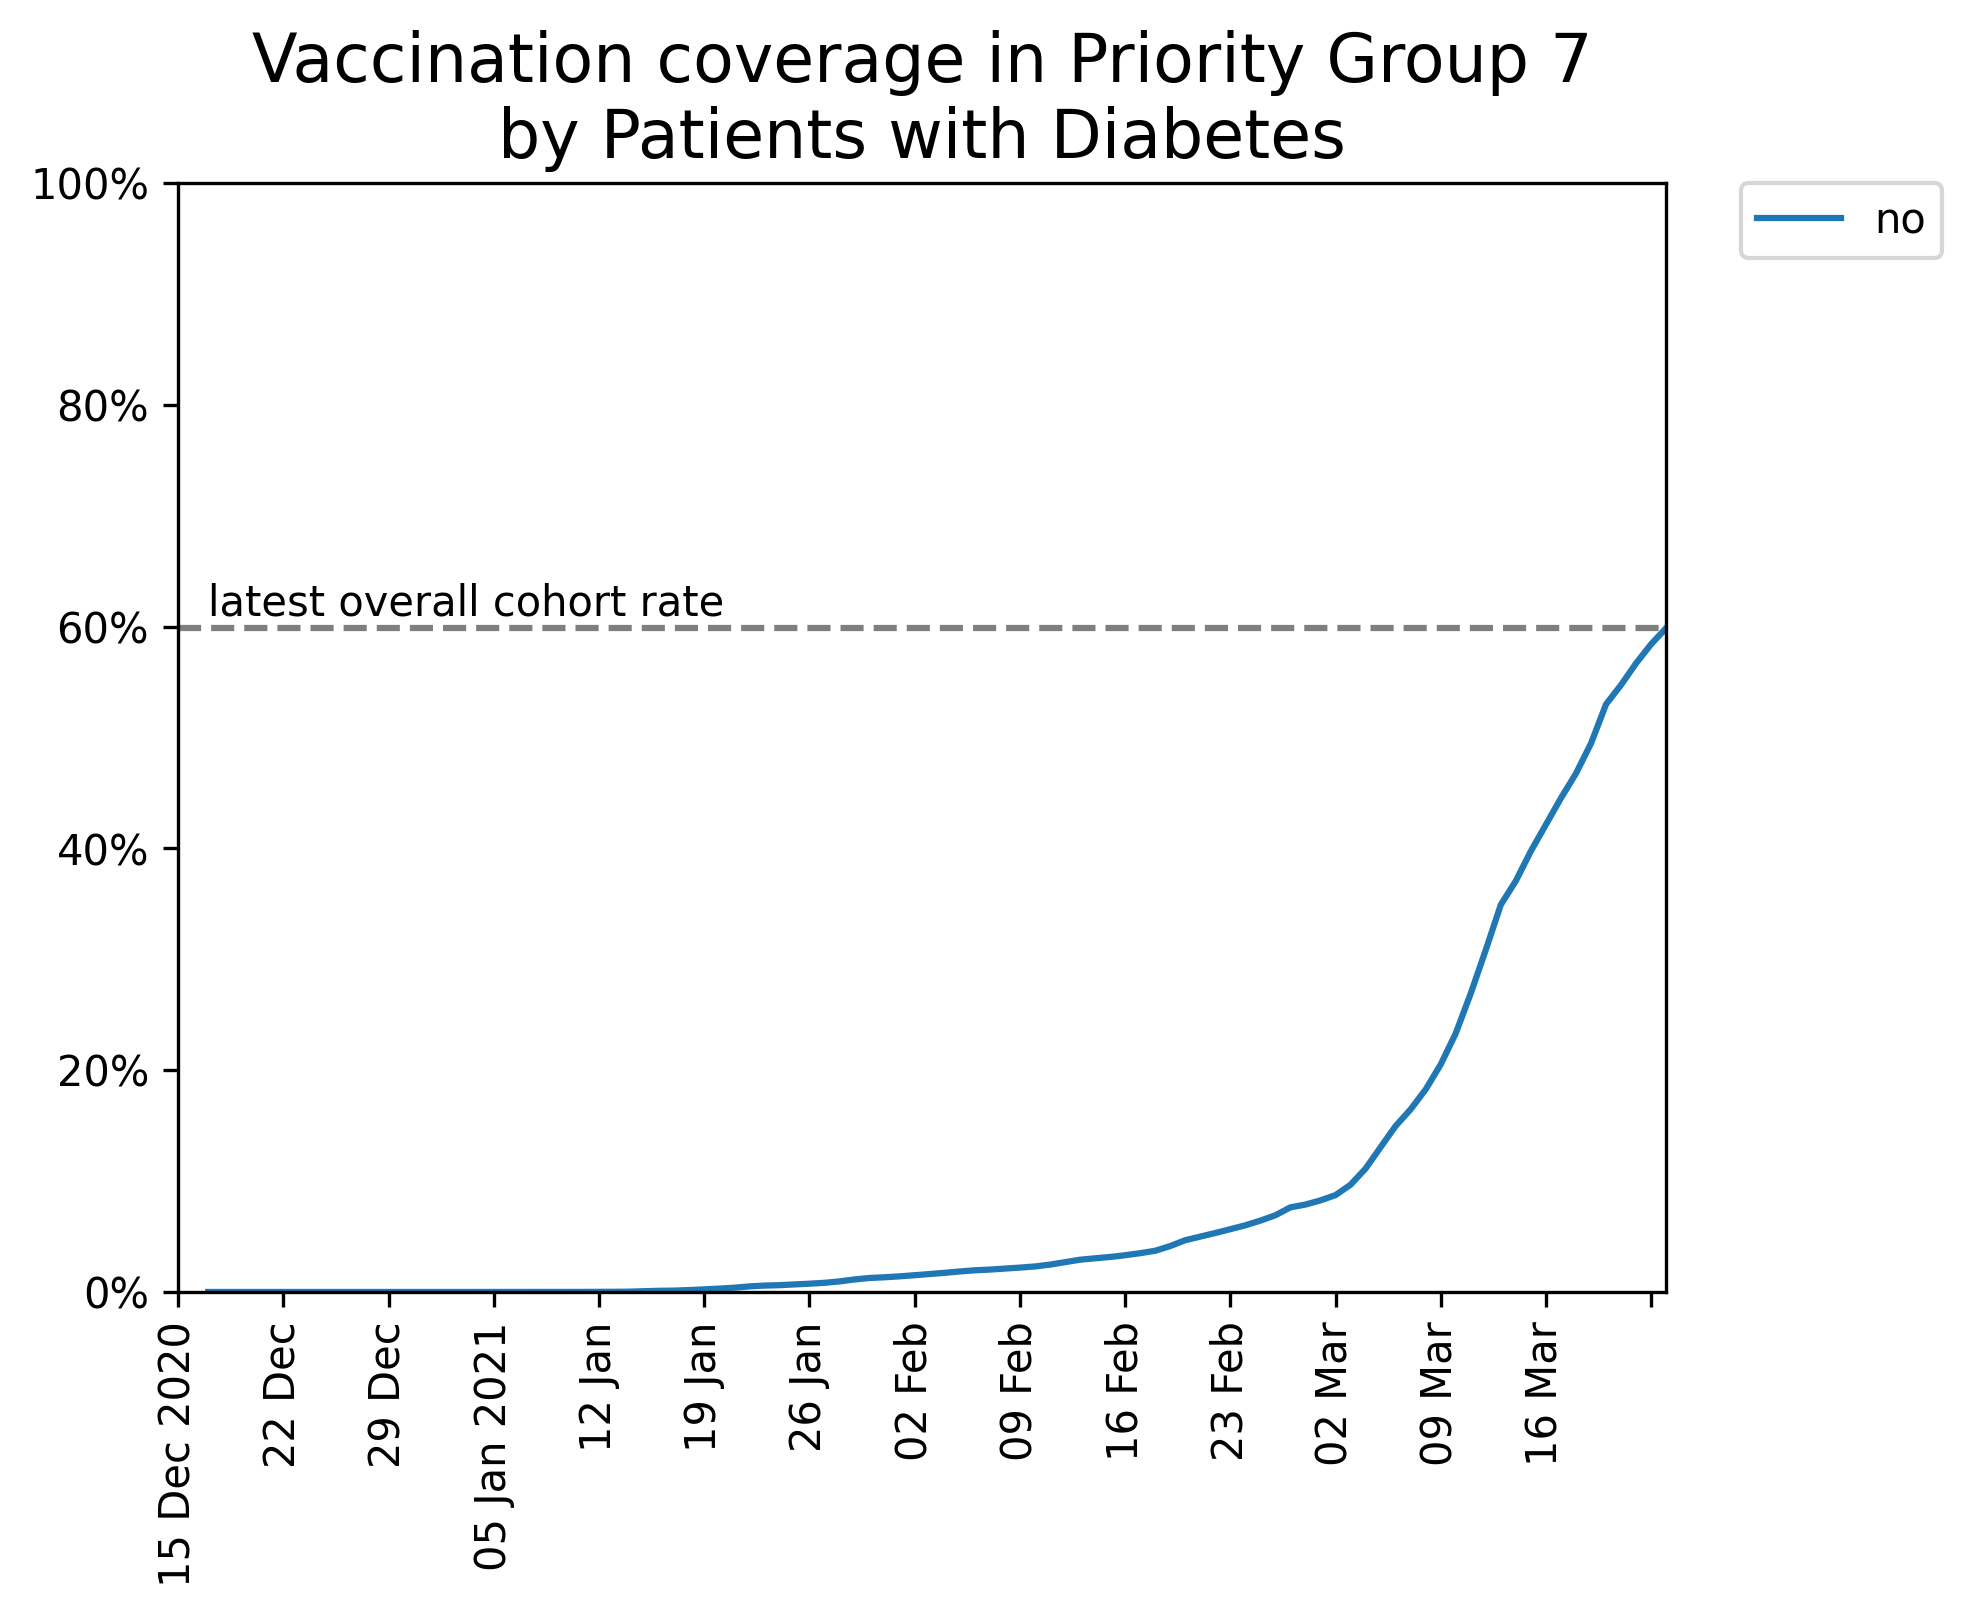 Vaccination coverage in Priority Group 7
by Patients with Diabetes
100%
80%
60%
40%
20%
0%
latest overall cohort rate
no
15 Dec 2020
22 Dec
29 Dec
05 Jan 2021
12 Jan
19 Jan
26 Jan
02 Feb
09 Feb
16 Feb
23 Feb
02 Mar
09 Mar
16 Mar